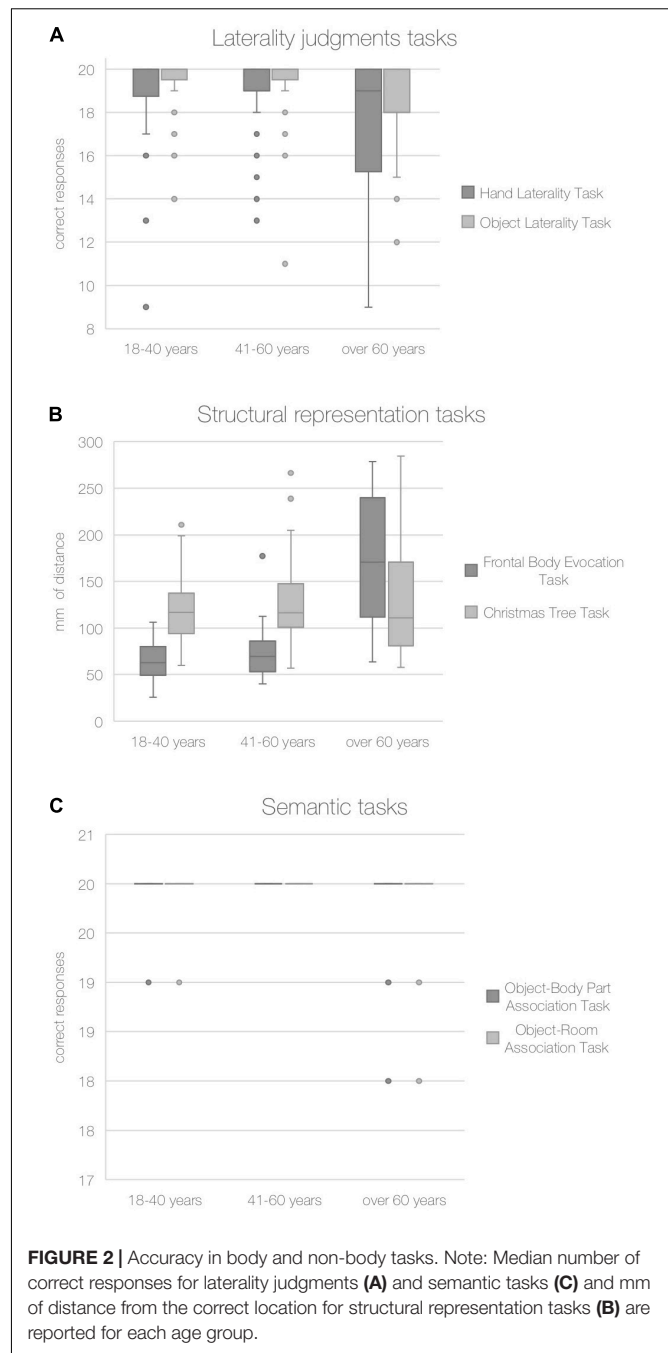 A
Laterality judgments tasks
20
18
16
14
12
10
8
correct responses
18-40 years
41-60 years
over 60 years
Hand Laterality Task
Object Laterality Task
B
Structural representation tasks
300
250
200
150
100
50
0
mm of distance
18-40 years
41-60 years
over 60 years
Frontal Body Evocation
Task
Christmas Tree Task
C
Semantic tasks
21
20
20
19
19
18
18
17
correct responses
18-40 years
41-60 years
over 60 years
Object-Body Part
Association Task
Object-Room
Association Task
FIGURE 2 | Accuracy in body and non-body tasks. Note: Median number of
correct responses for laterality judgments (A) and semantic tasks (C) and mm
of distance from the correct location for structural representation tasks (B) are
reported for each age group.